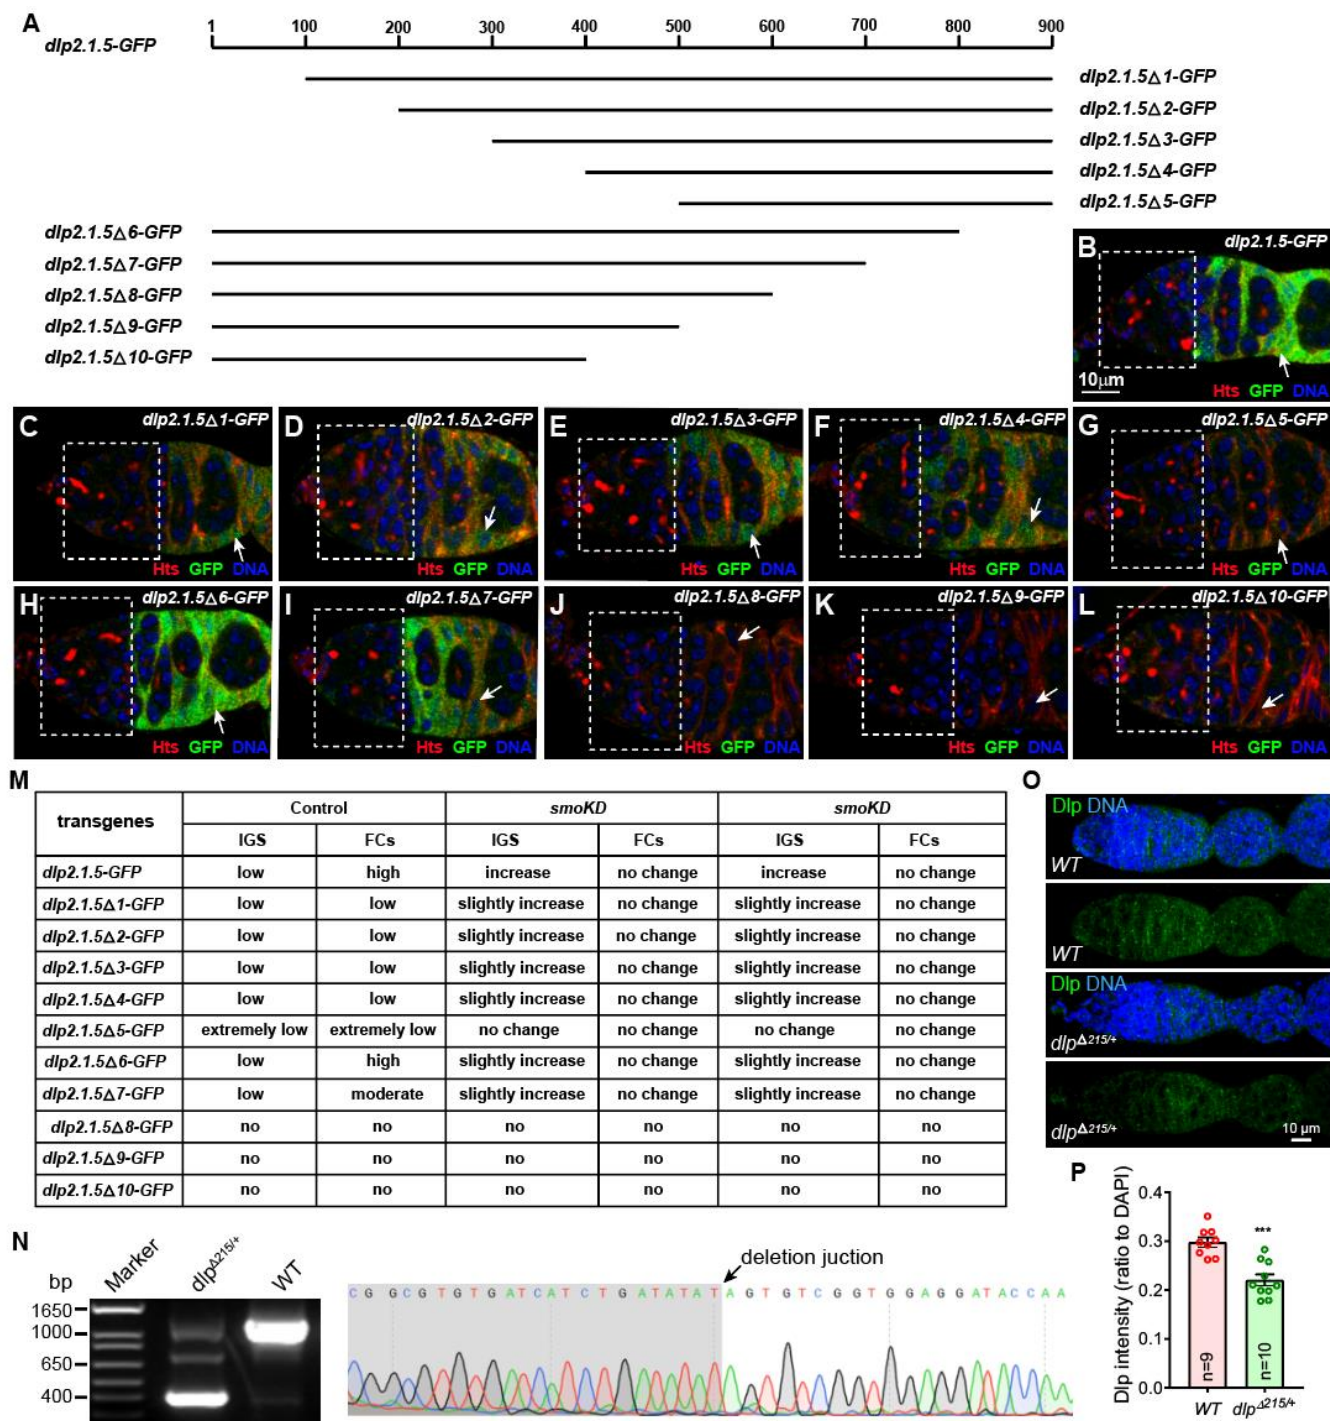 A
dlp2.1.5-GFP
1 100 200 300 400 500 600 700 800 900
dlp2.1.5Δ1-GFP
dlp2.1.5Δ2-GFP
dlp2.1.5Δ3-GFP
dlp2.1.5Δ4-GFP
dlp2.1.5Δ5-GFP
dlp2.1.5Δ6-GFP
dlp2.1.5Δ7-GFP
dlp2.1.5Δ8-GFP
dlp2.1.5Δ9-GFP
dlp2.1.5Δ10-GFP
B dlp2.1.5-GFP
10μm
Hts GFP DNA
C dlp2.1.5Δ1-GFP
Hts GFP DNA
D dlp2.1.5Δ2-GFP
Hts GFP DNA
E dlp2.1.5Δ3-GFP
Hts GFP DNA
F dlp2.1.5Δ4-GFP
Hts GFP DNA
G dlp2.1.5Δ5-GFP
Hts GFP DNA
H dlp2.1.5Δ6-GFP
Hts GFP DNA
I dlp2.1.5Δ7-GFP
Hts GFP DNA
J dlp2.1.5Δ8-GFP
Hts GFP DNA
K dlp2.1.5Δ9-GFP
Hts GFP DNA
L dlp2.1.5Δ10-GFP
Hts GFP DNA
M
transgenes Control smoKD smoKD
IGS FCs IGS FCs IGS FCs
dlp2.1.5-GFP low high increase no change increase no change
dlp2.1.5Δ1-GFP low low slightly increase no change slightly increase no change
dlp2.1.5Δ2-GFP low low slightly increase no change slightly increase no change
dlp2.1.5Δ3-GFP low low slightly increase no change slightly increase no change
dlp2.1.5Δ4-GFP low low slightly increase no change slightly increase no change
dlp2.1.5Δ5-GFP extremely low extremely low no change no change no change no change
dlp2.1.5Δ6-GFP low high slightly increase no change slightly increase no change
dlp2.1.5Δ7-GFP low moderate slightly increase no change slightly increase no change
dlp2.1.5Δ8-GFP no no no no no no
dlp2.1.5Δ9-GFP no no no no no no
dlp2.1.5Δ10-GFP no no no no no no
N
bp Marker dlpΔ215/+ WT
1650
1000
650
400
deletion juction
CG GCGTGTGATCATCTGATATATAGTGTCGGTGGAGGATACCAA
O
Dlp DNA
WT
WT
Dlp DNA
dlpΔ215/+
dlpΔ215/+
10 μm
P
Dlp intensity (ratio to DAPI)
0.4
0.3
0.2
0.1
0.0
***
n=9 n=10
WT dlpΔ215/+